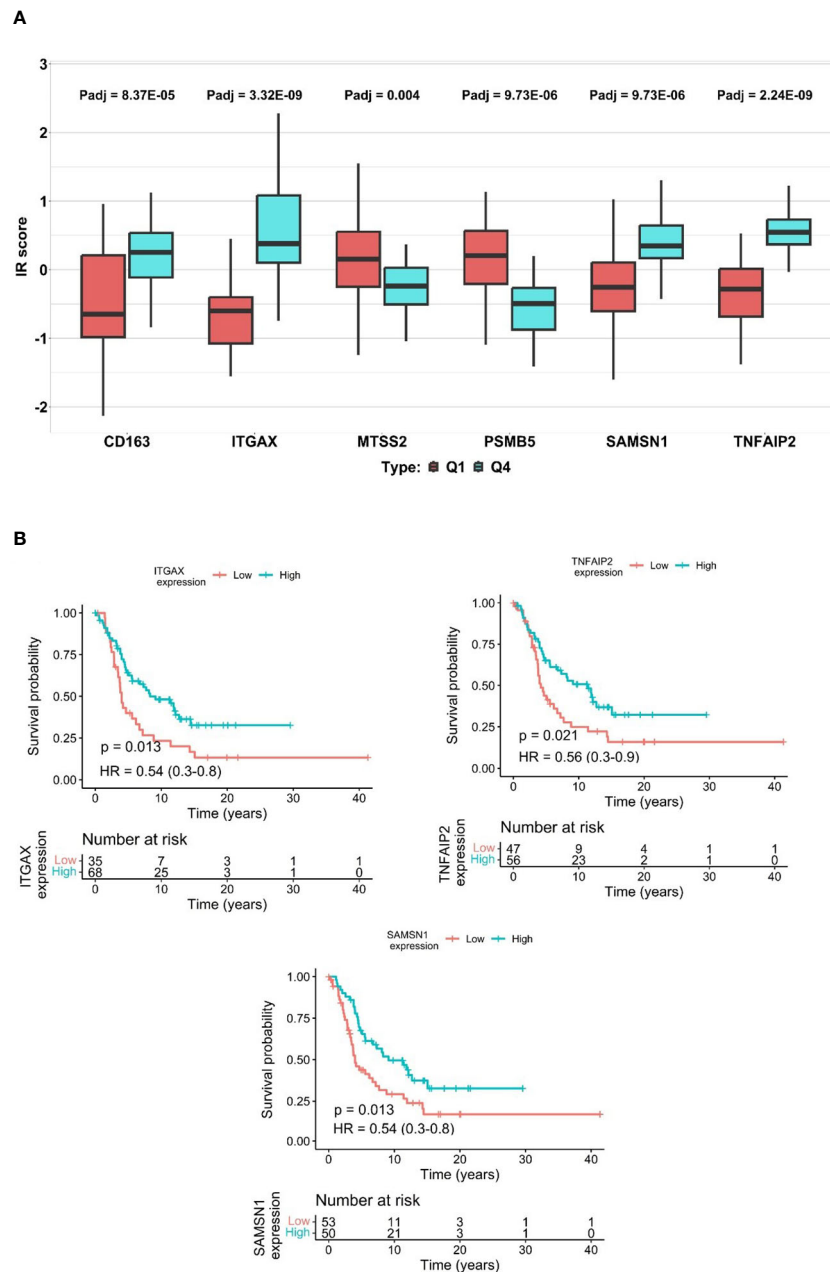 A
Padj = 8.37E-05 Padj = 3.32E-09 Padj = 0.004 Padj = 9.73E-06 Padj = 9.73E-06 Padj = 2.24E-09
3
2
1
0
-1
-2
IR score
CD163 ITGAX MTSS2 PSMB5 SAMSN1 TNFAIP2
Type: Q1 Q4
B
ITGAX
expression Low High
1.00
0.75
0.50
0.25
0.00
Survival probability
p = 0.013
HR = 0.54 (0.3-0.8)
0 10 20 30 40
Time (years)
Number at risk
ITGAX
expression
Low 35 7 3 1 1
High 68 25 3 1 0
0 10 20 30 40
Time (years)
TNFAIP2
expression Low High
1.00
0.75
0.50
0.25
0.00
Survival probability
p = 0.021
HR = 0.56 (0.3-0.9)
0 10 20 30 40
Time (years)
Number at risk
TNFAIP2
expression
Low 47 9 4 1 1
High 56 23 2 1 0
0 10 20 30 40
Time (years)
SAMSN1
expression Low High
1.00
0.75
0.50
0.25
0.00
Survival probability
p = 0.013
HR = 0.54 (0.3-0.8)
0 10 20 30 40
Time (years)
Number at risk
SAMSN1
expression
Low 53 11 3 1 1
High 50 21 3 1 0
0 10 20 30 40
Time (years)